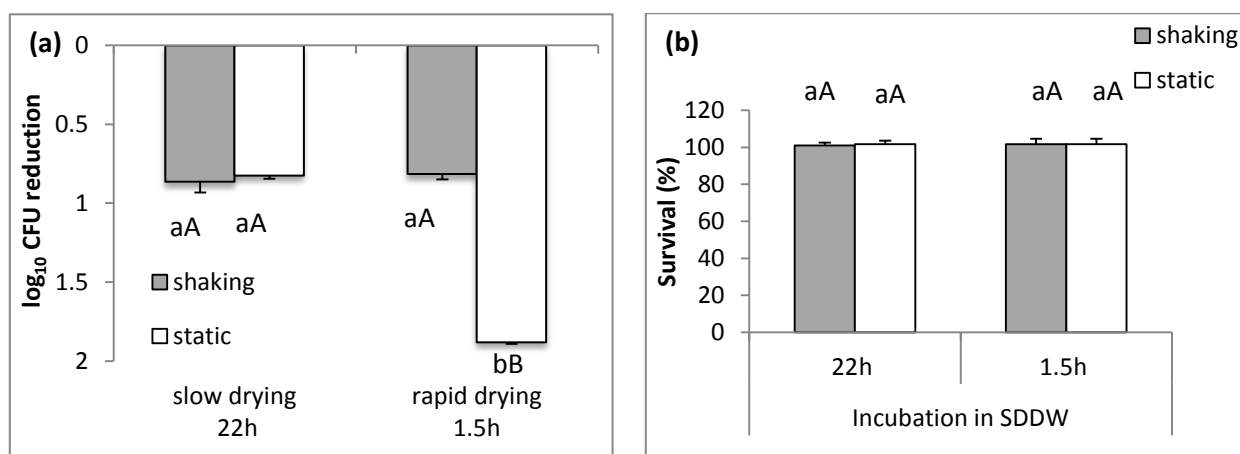 (a)
0
0.5
1
1.5
2
log₁₀ CFU reduction
aA
aA
aA
bB
shaking
static
slow drying
22h
rapid drying
1.5h
(b)
shaking
static
aA
aA
aA
aA
120
100
80
60
40
20
0
Survival (%)
22h
1.5h
Incubation in SDDW